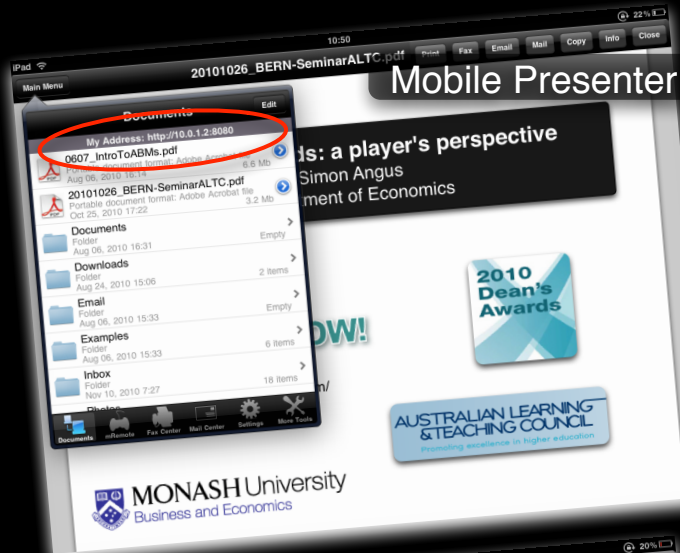 22%
iPad
10:50
Main Menu
20101026_BERN-SeminarALTC.pdf
Print
Fax
Email
Mail
Copy
Info
Close
Mobile Presenter
Documents
Edit
My Address: http://10.0.1.2:8080
0607_IntroToABMs.pdf
Portable document format: Adobe Acrobat file
Aug 06, 2010 16:14
6.6 Mb
20101026_BERN-SeminarALTC.pdf
Portable document format: Adobe Acrobat file
Oct 25, 2010 17:22
3.2 Mb
Documents
Folder
Aug 06, 2010 16:31
Empty
Downloads
Folder
Aug 24, 2010 15:06
2 items
Email
Folder
Aug 06, 2010 15:33
Empty
Examples
Folder
Aug 06, 2010 15:33
6 items
Inbox
Folder
Nov 10, 2010 7:27
18 items
Photos
Documents
mRemote
Fax Center
Mail Center
Settings
More Tools
ds: a player's perspective
Simon Angus
ment of Economics
OW!
m/
2010
Dean's
Awards
AUSTRALIAN LEARNING
&TEACHING COUNCIL
Promoting excellence in higher education
MONASH University
Business and Economics
20%